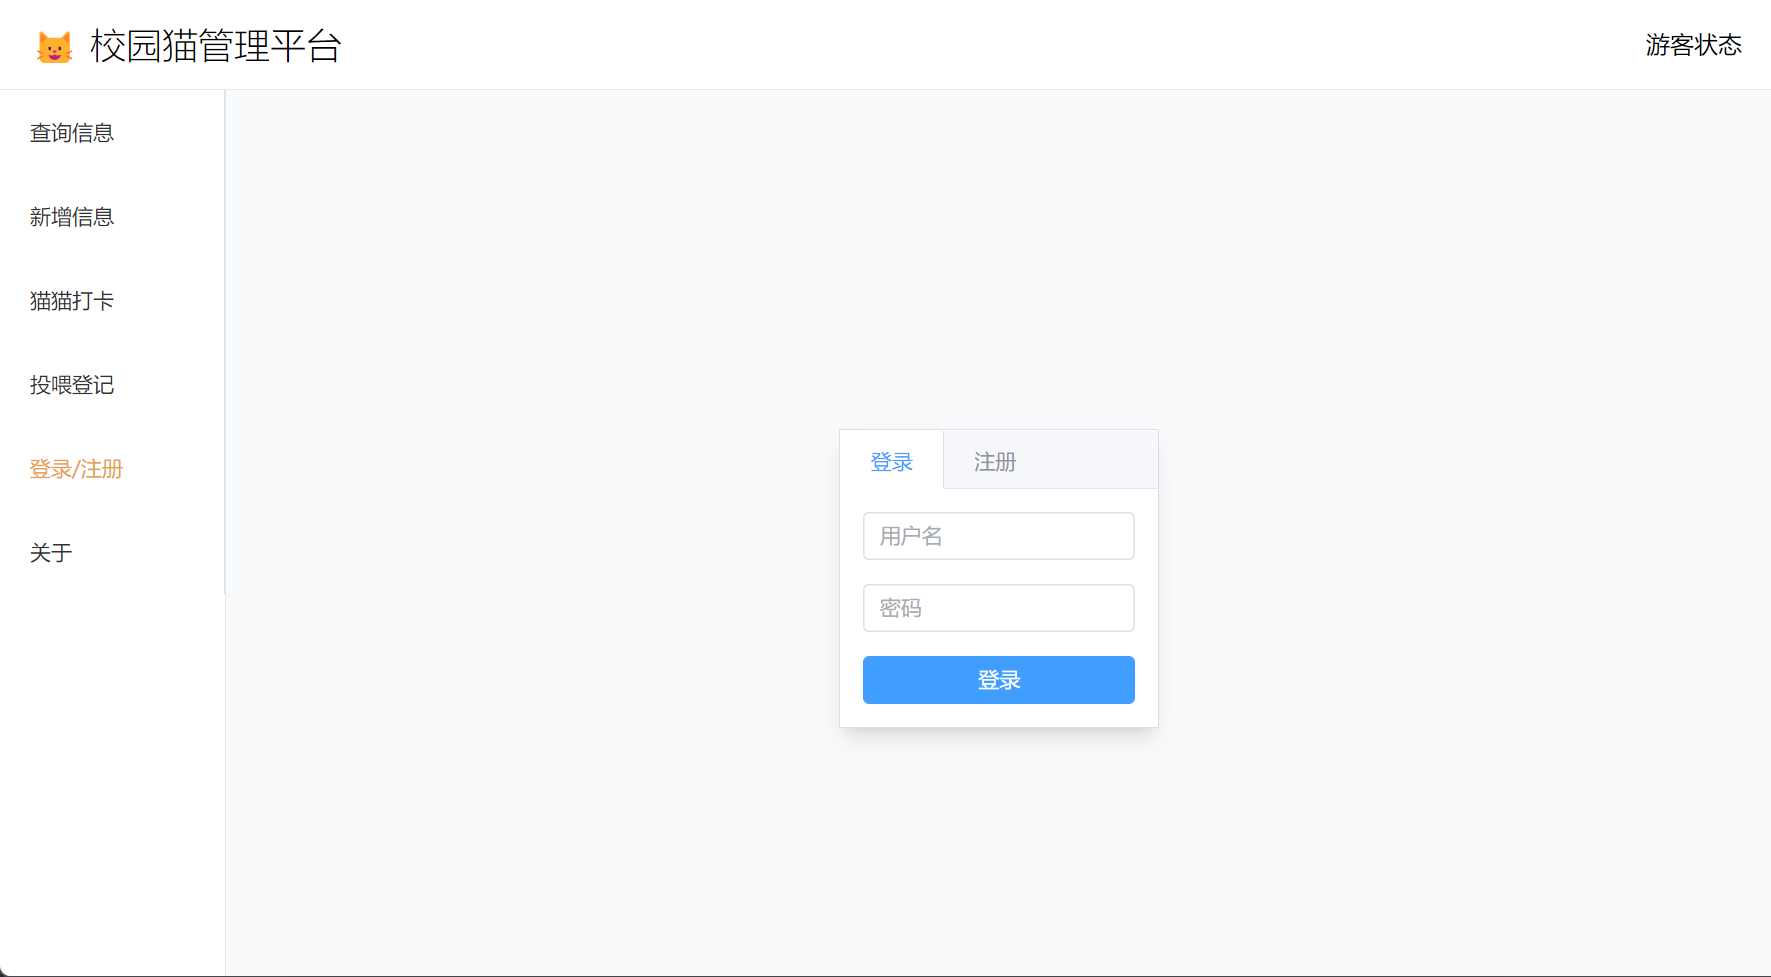 校园猫管理平台
游客状态
查询信息
新增信息
猫猫打卡
投喂登记
登录/注册
关于
登录 注册
用户名
密码
登录